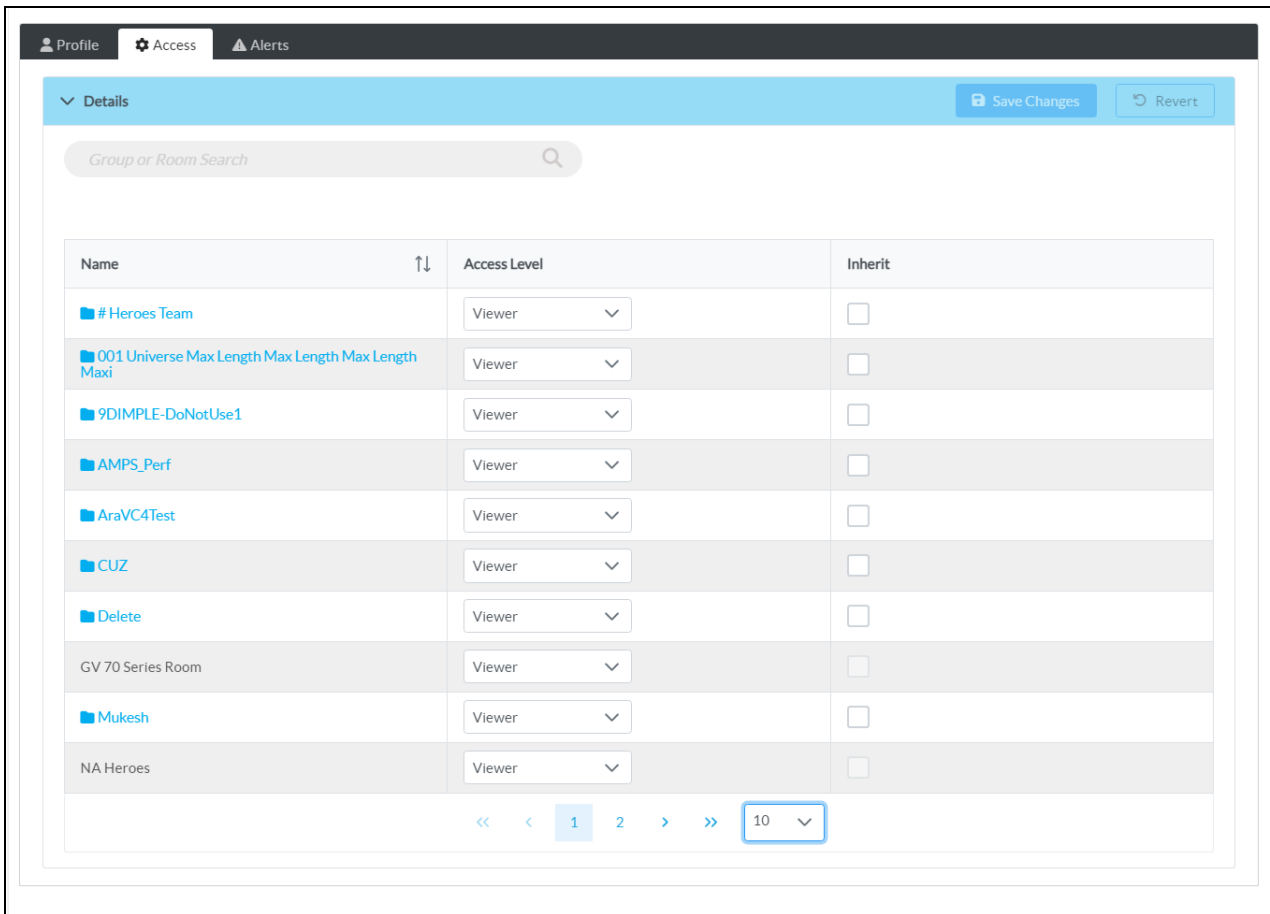 Profile Access Alerts
Details Save Changes Revert
Group or Room Search
Name Access Level Inherit
# Heroes Team Viewer
001 Universe Max Length Max Length Max Length
Maxi Viewer
9DIMPLE-DoNotUse1 Viewer
AMPS_Perf Viewer
AraVC4Test Viewer
CUZ Viewer
Delete Viewer
GV 70 Series Room Viewer
Mukesh Viewer
NA Heroes Viewer
<< < 1 2 > >> 10